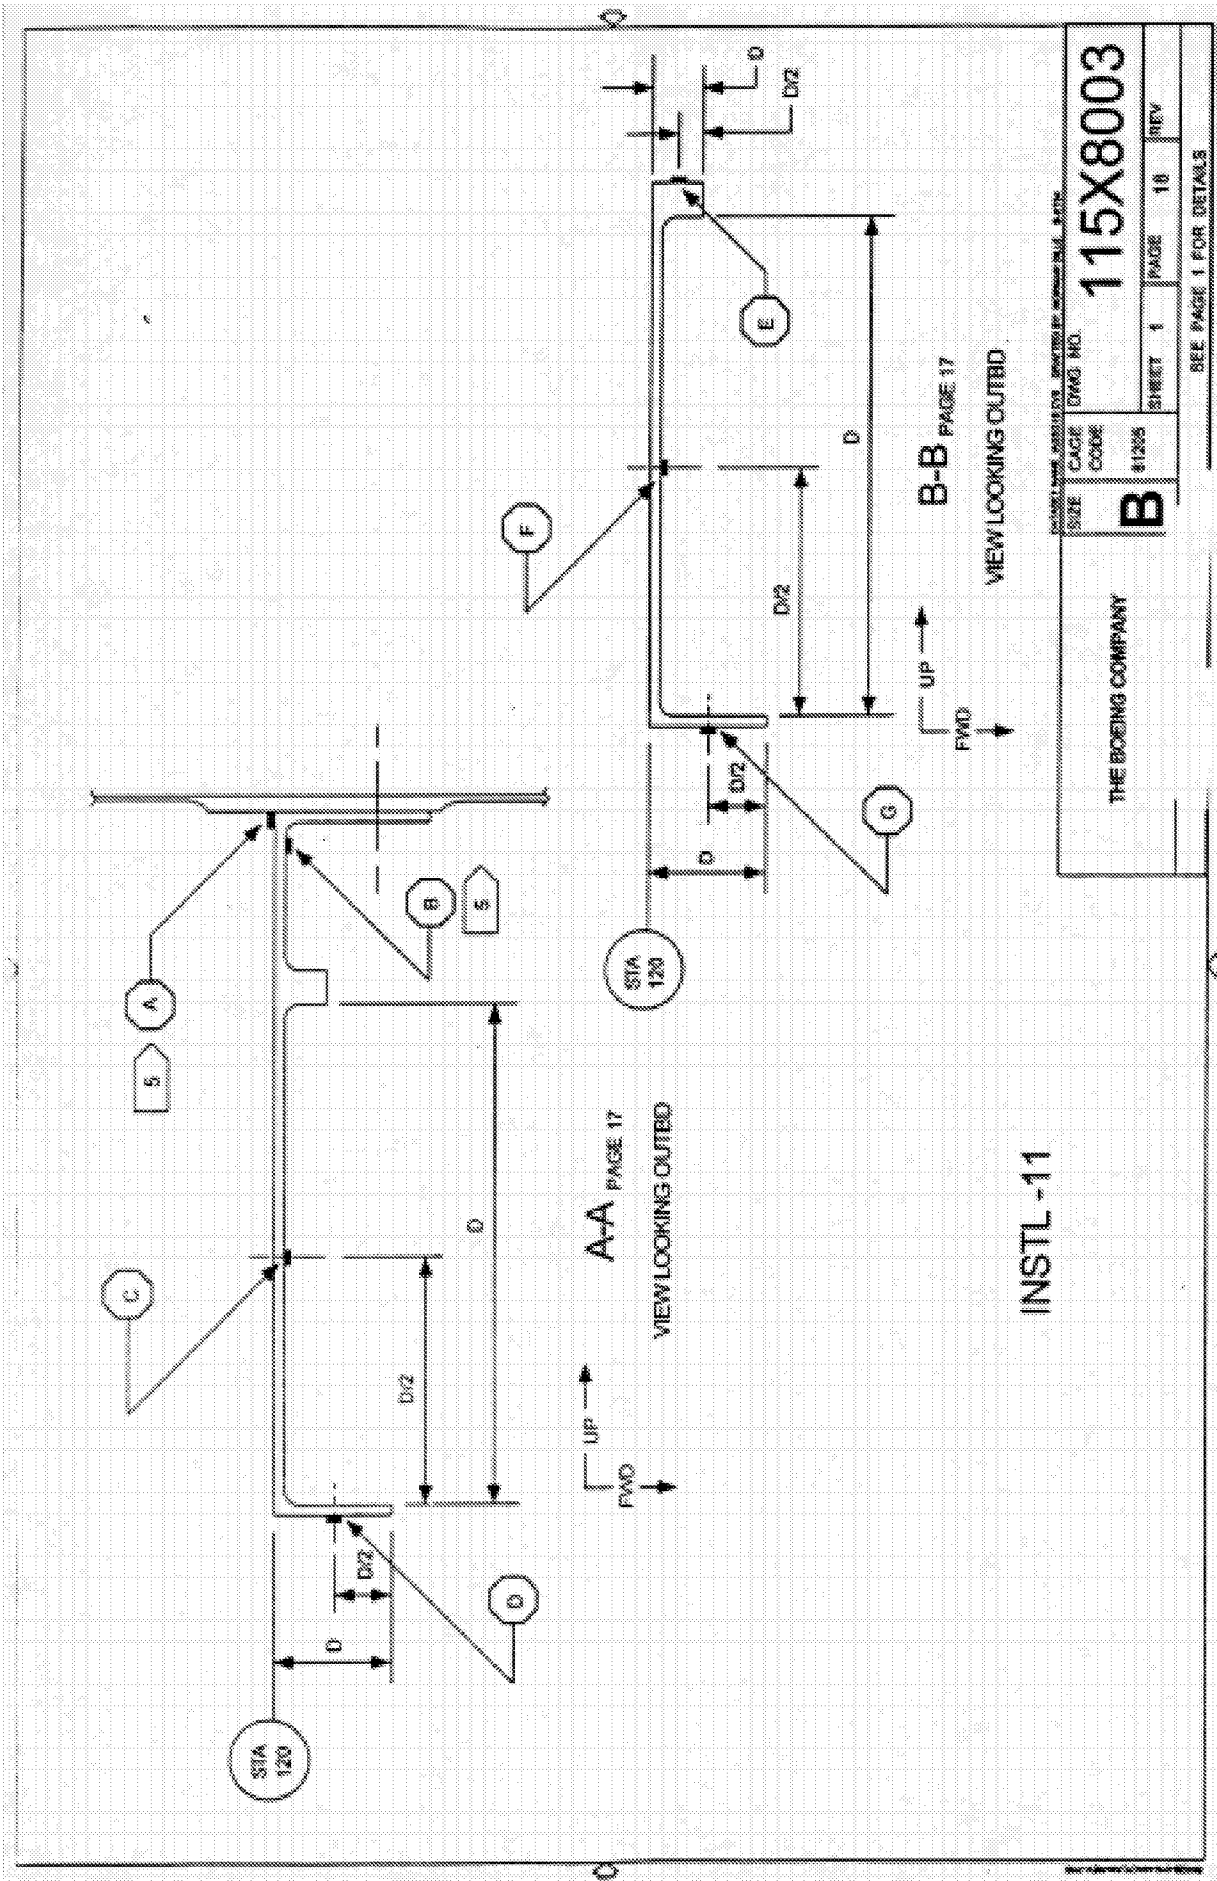 STA
120
D
D/2
D
C
D/2
D
5
A
B
5
A-A PAGE 17
VIEW LOOKING OUTBD
UP
FWD
STA
120
D
D/2
G
F
D/2
D
E
D
D/2
B-B PAGE 17
VIEW LOOKING OUTBD
UP
FWD
INSTL -11
THE BOEING COMPANY
SIZE
B
CAGE
CODE
81205
DWG NO.
115X8003
SHEET 1
PAGE 18
REV
SEE PAGE 1 FOR DETAILS